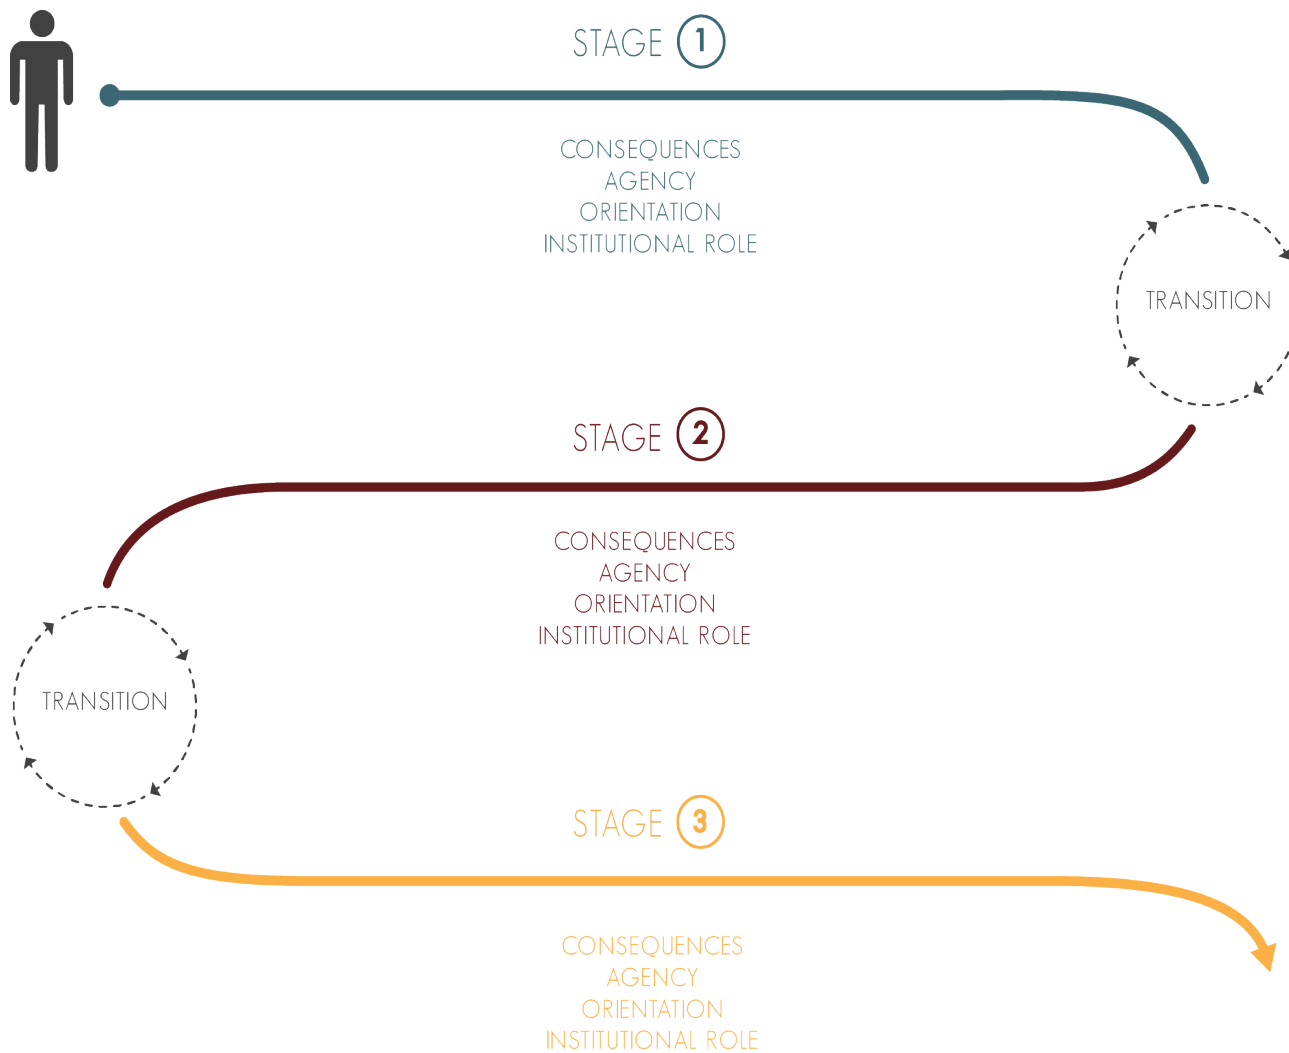 STAGE 1
CONSEQUENCES
AGENCY
ORIENTATION
INSTITUTIONAL ROLE
TRANSITION
STAGE 2
CONSEQUENCES
AGENCY
ORIENTATION
INSTITUTIONAL ROLE
TRANSITION
STAGE 3
CONSEQUENCES
AGENCY
ORIENTATION
INSTITUTIONAL ROLE